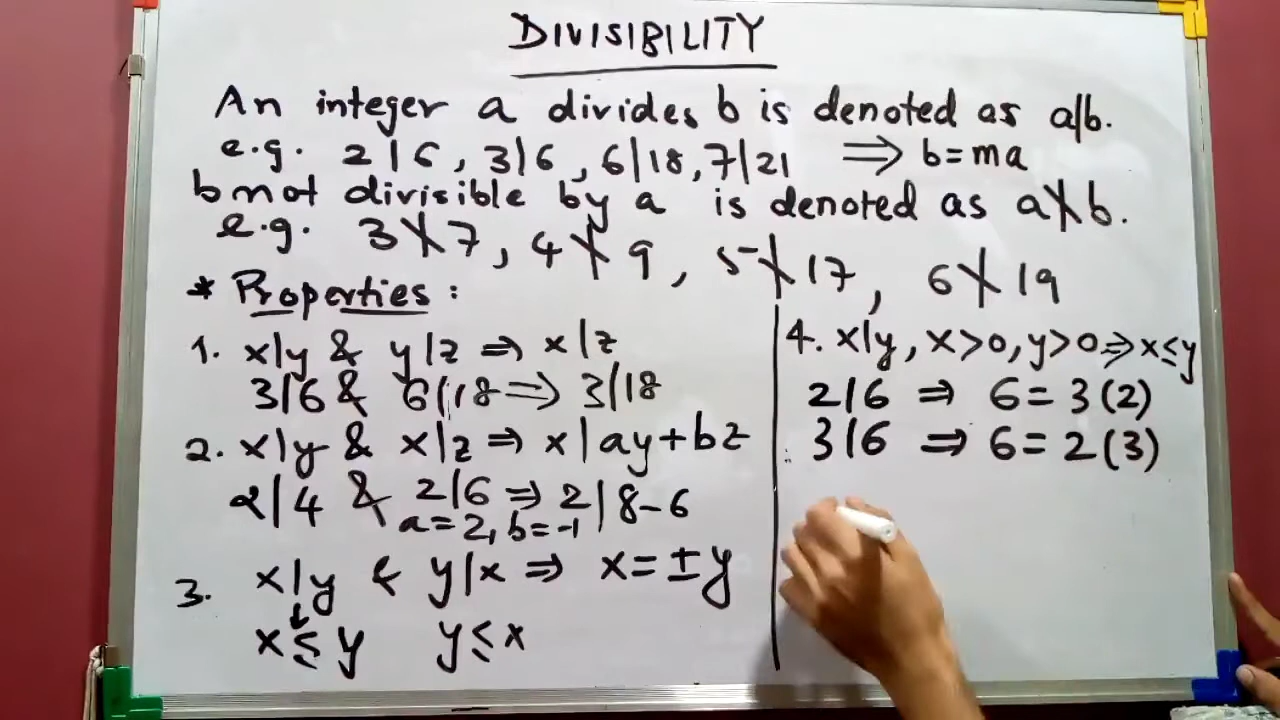 DIVISIBILITY
An integer a divides b is denoted as a|b.
e.g. 2|6, 3|6, 6|18, 7|21 ⇒ b=ma
b not divisible by a is denoted as a∤b.
e.g. 3∤7, 4∤9, 5∤17, 6∤19
* Properties:
1. x|y & y|z ⇒ x|z
3|6 & 6|18 ⇒ 3|18
2. x|y & x|z ⇒ x|ay+bz
2|4 & 2|6 ⇒ 2|8-6
a=2, b=-1
3. x|y & y|x ⇒ x=±y
↓
x≤y y≤x
4. x|y, x>0, y>0 ⇒ x≤y
2|6 ⇒ 6=3(2)
3|6 ⇒ 6=2(3)